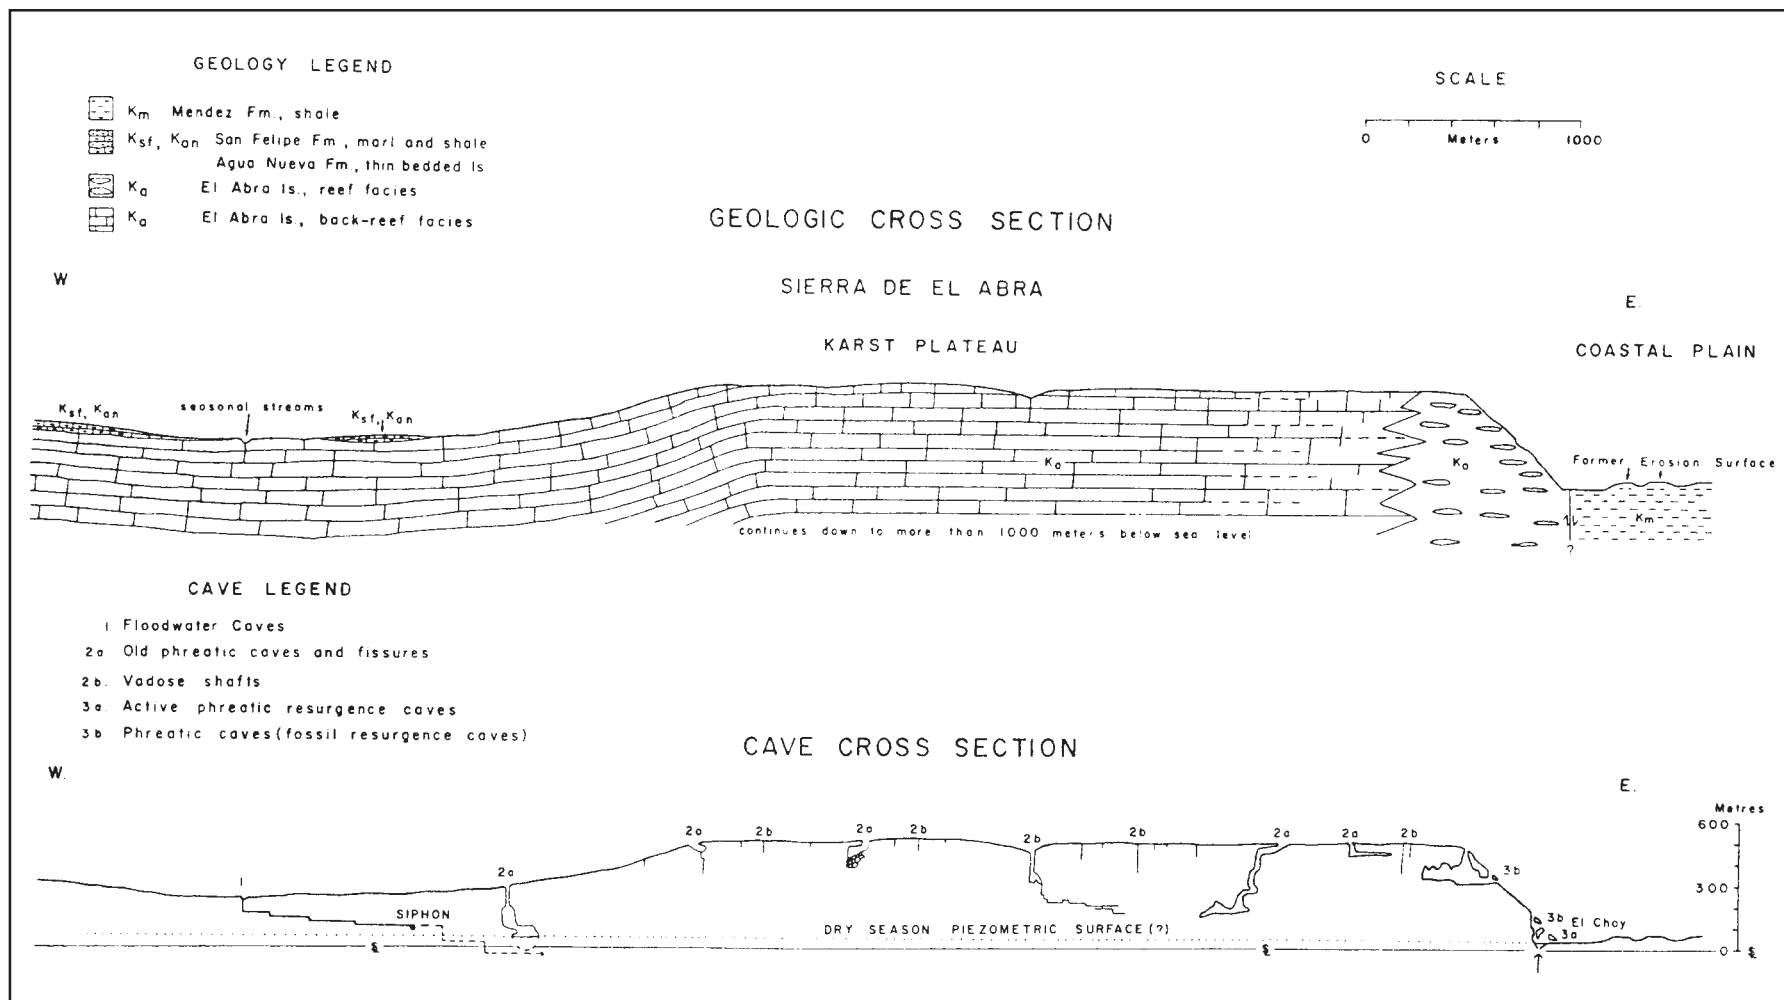 GEOLOGY LEGEND
Km Mendez Fm., shale
Ksf, Kan San Felipe Fm, marl and shale
Agua Nueva Fm., thin bedded ls
Ka El Abra ls., reef facies
Ka El Abra ls., back-reef facies
SCALE
0 Meters 1000
GEOLOGIC CROSS SECTION
W
SIERRA DE EL ABRA
E.
KARST PLATEAU
COASTAL PLAIN
Ksf, Kan
seasonal streams
Ksf, Kan
Ka
Ka
Former Erosion Surface
Km
continues down to more than 1000 meters below sea level
?
CAVE LEGEND
1. Floodwater Caves
2a Old phreatic caves and fissures
2b. Vadose shafts
3a. Active phreatic resurgence caves
3b Phreatic caves (fossil resurgence caves)
CAVE CROSS SECTION
W.
E.
Metres
600
2a 2b 2a 2b 2b 2b 2a 2a 2b
1
2a
3b
300
SIPHON
3b El Choy
3a
DRY SEASON PIEZOMETRIC SURFACE (?)
0